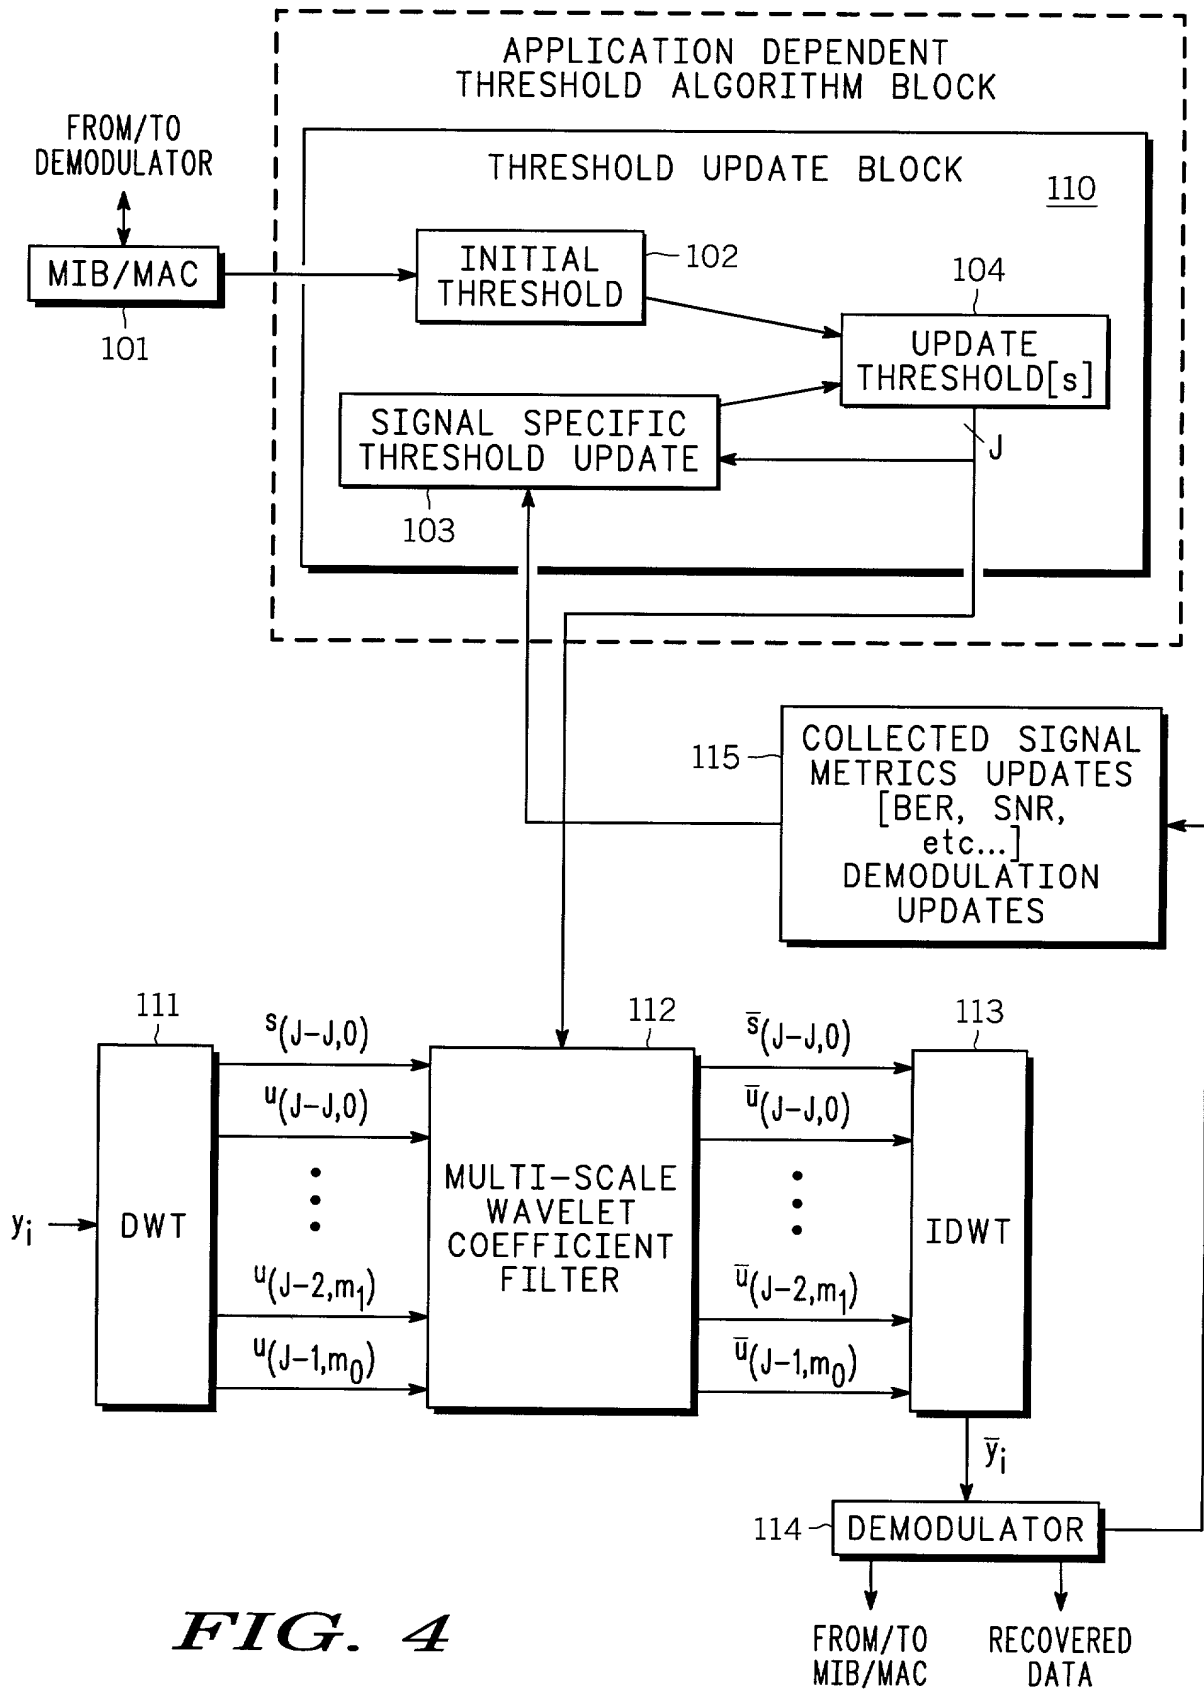 APPLICATION DEPENDENT
THRESHOLD ALGORITHM BLOCK
FROM/TO
DEMODULATOR
THRESHOLD UPDATE BLOCK
110
MIB/MAC
101
INITIAL
THRESHOLD
102
104
UPDATE
THRESHOLD[s]
J
SIGNAL SPECIFIC
THRESHOLD UPDATE
103
115
COLLECTED SIGNAL
METRICS UPDATES
[BER, SNR,
etc...]
DEMODULATION
UPDATES
111
s(J-J,0)
u(J-J,0)
u(J-2,m₁)
u(J-1,m₀)
yᵢ
DWT
112
MULTI-SCALE
WAVELET
COEFFICIENT
FILTER
s̅(J-J,0)
u̅(J-J,0)
u̅(J-2,m₁)
u̅(J-1,m₀)
113
IDWT
y̅ᵢ
114
DEMODULATOR
FROM/TO
MIB/MAC
RECOVERED
DATA
FIG. 4